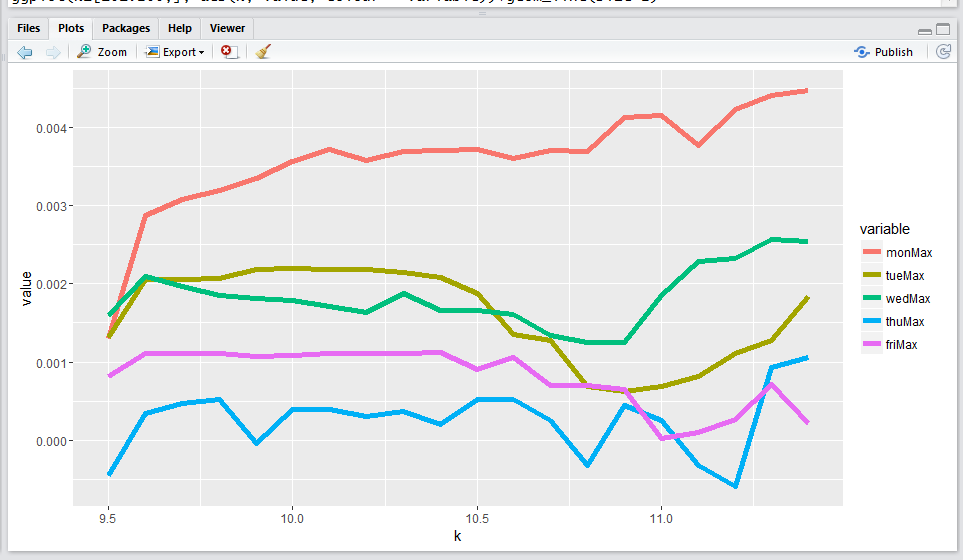 Files Plots Packages Help Viewer
Zoom Export Publish
variable
monMax
tueMax
wedMax
thuMax
friMax
value
0.004
0.003
0.002
0.001
0.000
9.5 10.0 10.5 11.0
k